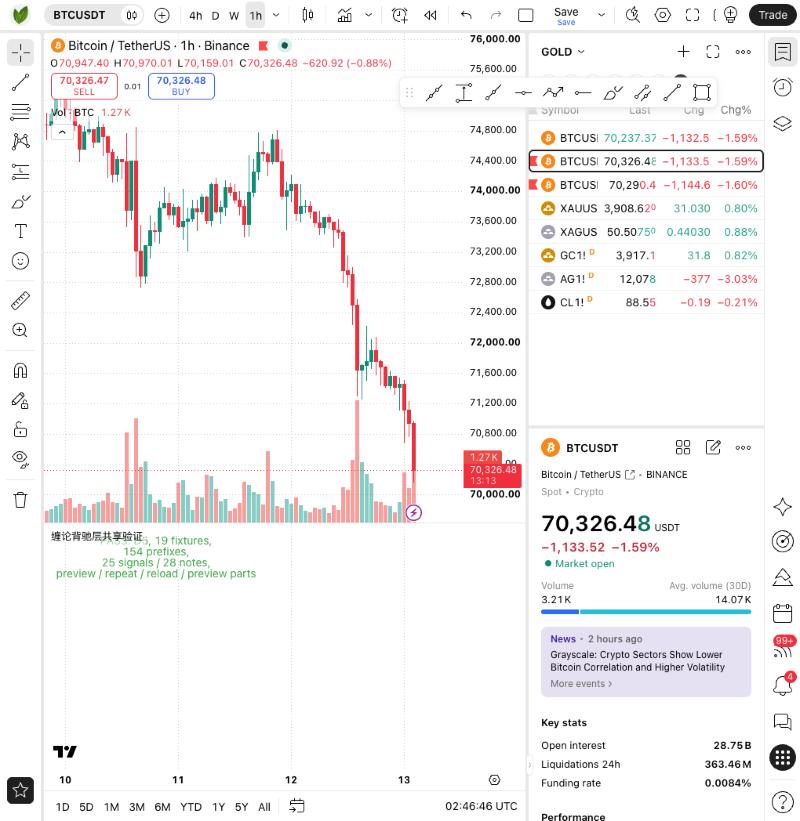 BTCUSDT
4h D W 1h
Save
Save
Trade
Bitcoin / TetherUS · 1h · Binance
O70,947.40 H70,970.01 L70,159.01 C70,326.48 −620.92 (−0.88%)
70,326.47
SELL
0.01
70,326.48
BUY
Vol · BTC 1.27 K
76,000.00
75,600.00
74,800.00
74,400.00
74,000.00
73,600.00
73,200.00
72,800.00
72,400.00
72,000.00
71,600.00
71,200.00
70,800.00
1.27 K
70,326.48
13:13
70,000.00
缠论背驰层共享验证
19 fixtures,
154 prefixes,
25 signals / 28 notes,
preview / repeat / reload / preview parts
10 11 12 13
1D 5D 1M 3M 6M YTD 1Y 5Y All
02:46:46 UTC
GOLD
Symbol Last Chg Chg%
BTCUS 70,237.37 −1,132.5 −1.59%
BTCUS 70,326.48 −1,133.5 −1.59%
BTCUS 70,290.4 −1,144.6 −1.60%
XAUUS 3,908.620 31.030 0.80%
XAGUS 50.50750 0.44030 0.88%
GC1! D 3,917.1 31.8 0.82%
AG1! D 12,078 −377 −3.03%
CL1! D 88.55 −0.19 −0.21%
BTCUSDT
Bitcoin / TetherUS · BINANCE
Spot · Crypto
70,326.48 USDT
−1,133.52 −1.59%
Market open
Volume Avg. volume (30D)
3.21 K 14.07 K
News · 2 hours ago
Grayscale: Crypto Sectors Show Lower
Bitcoin Correlation and Higher Volatility
More events
Key stats
Open interest 28.75 B
Liquidations 24h 363.46 M
Funding rate 0.0084%
Performance
99+
4